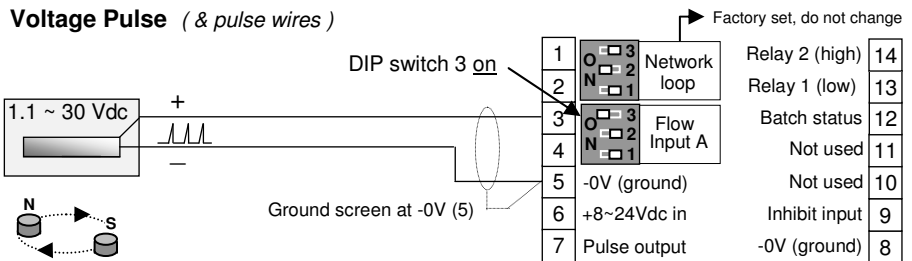 Voltage Pulse ( & pulse wires )
Factory set, do not change
DIP switch 3 on
1.1 ~ 30 Vdc
+
–
N
S
Ground screen at -0V (5)
1
2
3
4
5 -0V (ground)
6 +8~24Vdc in
7 Pulse output
O N
3
2
1
Network loop
O N
3
2
1
Flow Input A
Relay 2 (high) 14
Relay 1 (low) 13
Batch status 12
Not used 11
Not used 10
Inhibit input 9
-0V (ground) 8